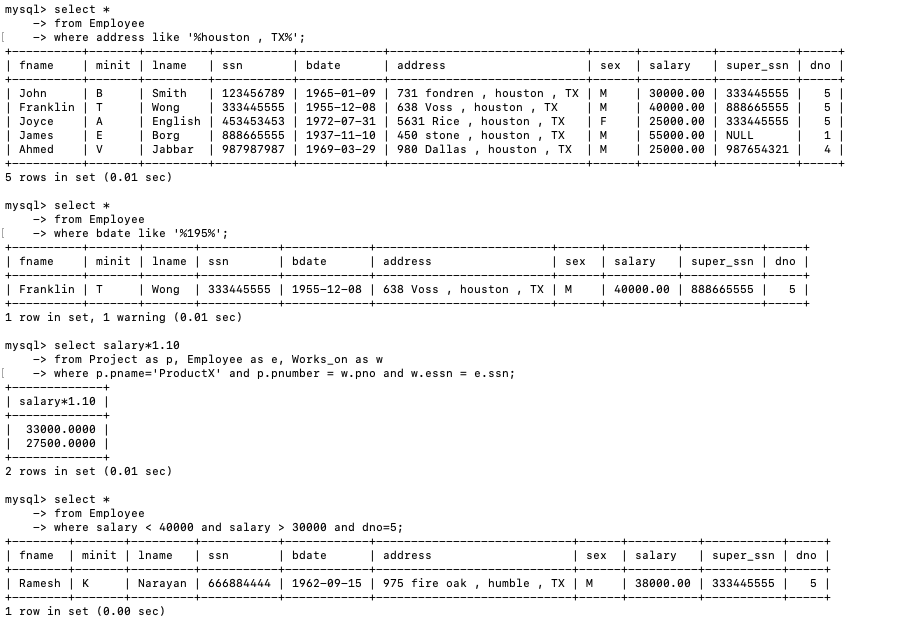 mysql> select *
    -> from Employee
[    -> where address like '%houston , TX%';
+----------+-------+---------+-----------+------------+--------------------------+------+----------+-----------+-----+
| fname    | minit | lname   | ssn       | bdate      | address                  | sex  | salary   | super_ssn | dno |
+----------+-------+---------+-----------+------------+--------------------------+------+----------+-----------+-----+
| John     | B     | Smith   | 123456789 | 1965-01-09 | 731 fondren , houston , TX | M    | 30000.00 | 333445555 |   5 |
| Franklin | T     | Wong    | 333445555 | 1955-12-08 | 638 Voss , houston , TX  | M    | 40000.00 | 888665555 |   5 |
| Joyce    | A     | English | 453453453 | 1972-07-31 | 5631 Rice , houston , TX | F    | 25000.00 | 333445555 |   5 |
| James    | E     | Borg    | 888665555 | 1937-11-10 | 450 stone , houston , TX | M    | 55000.00 | NULL      |   1 |
| Ahmed    | V     | Jabbar  | 987987987 | 1969-03-29 | 980 Dallas , houston , TX | M    | 25000.00 | 987654321 |   4 |
+----------+-------+---------+-----------+------------+--------------------------+------+----------+-----------+-----+
5 rows in set (0.01 sec)
mysql> select *
    -> from Employee
[    -> where bdate like '%195%';
+----------+-------+-------+-----------+------------+-------------------------+------+----------+-----------+-----+
| fname    | minit | lname | ssn       | bdate      | address                 | sex  | salary   | super_ssn | dno |
+----------+-------+-------+-----------+------------+-------------------------+------+----------+-----------+-----+
| Franklin | T     | Wong  | 333445555 | 1955-12-08 | 638 Voss , houston , TX | M    | 40000.00 | 888665555 |   5 |
+----------+-------+-------+-----------+------------+-------------------------+------+----------+-----------+-----+
1 row in set, 1 warning (0.01 sec)
mysql> select salary*1.10
    -> from Project as p, Employee as e, Works_on as w
[    -> where p.pname='ProductX' and p.pnumber = w.pno and w.essn = e.ssn;
+-------------+
| salary*1.10 |
+-------------+
|  33000.0000 |
|  27500.0000 |
+-------------+
2 rows in set (0.01 sec)
mysql> select *
    -> from Employee
    -> where salary < 40000 and salary > 30000 and dno=5;
+--------+-------+---------+-----------+------------+----------------------------+------+----------+-----------+-----+
| fname  | minit | lname   | ssn       | bdate      | address                    | sex  | salary   | super_ssn | dno |
+--------+-------+---------+-----------+------------+----------------------------+------+----------+-----------+-----+
| Ramesh | K     | Narayan | 666884444 | 1962-09-15 | 975 fire oak , humble , TX | M    | 38000.00 | 333445555 |   5 |
+--------+-------+---------+-----------+------------+----------------------------+------+----------+-----------+-----+
1 row in set (0.00 sec)